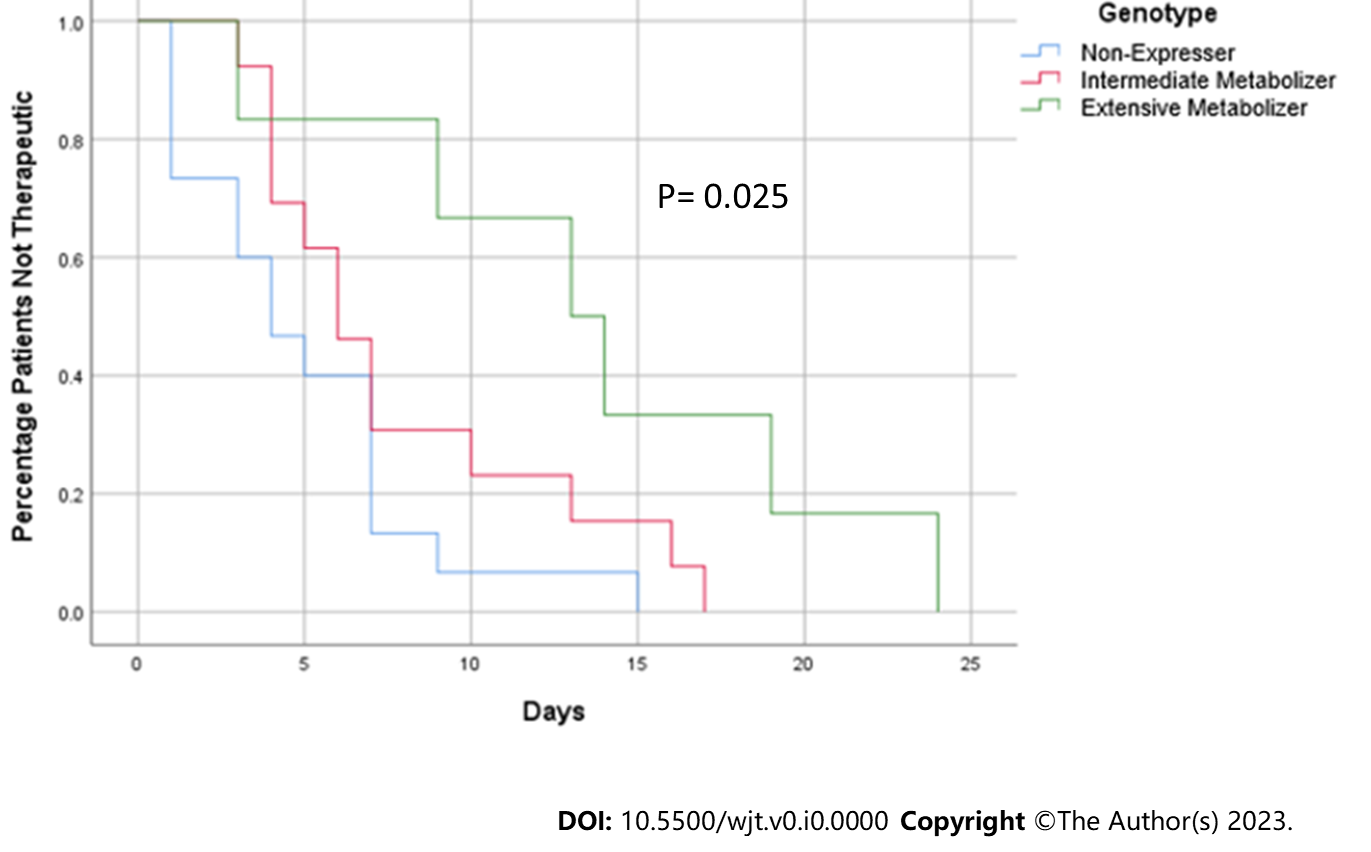 Genotype
Non-Expresser
Intermediate Metabolizer
Extensive Metabolizer
Percentage Patients Not Therapeutic
1.0
0.8
0.6
0.4
0.2
0.0
P= 0.025
0 5 10 15 20 25
Days
DOI: 10.5500/wjt.v0.i0.0000 Copyright ©The Author(s) 2023.